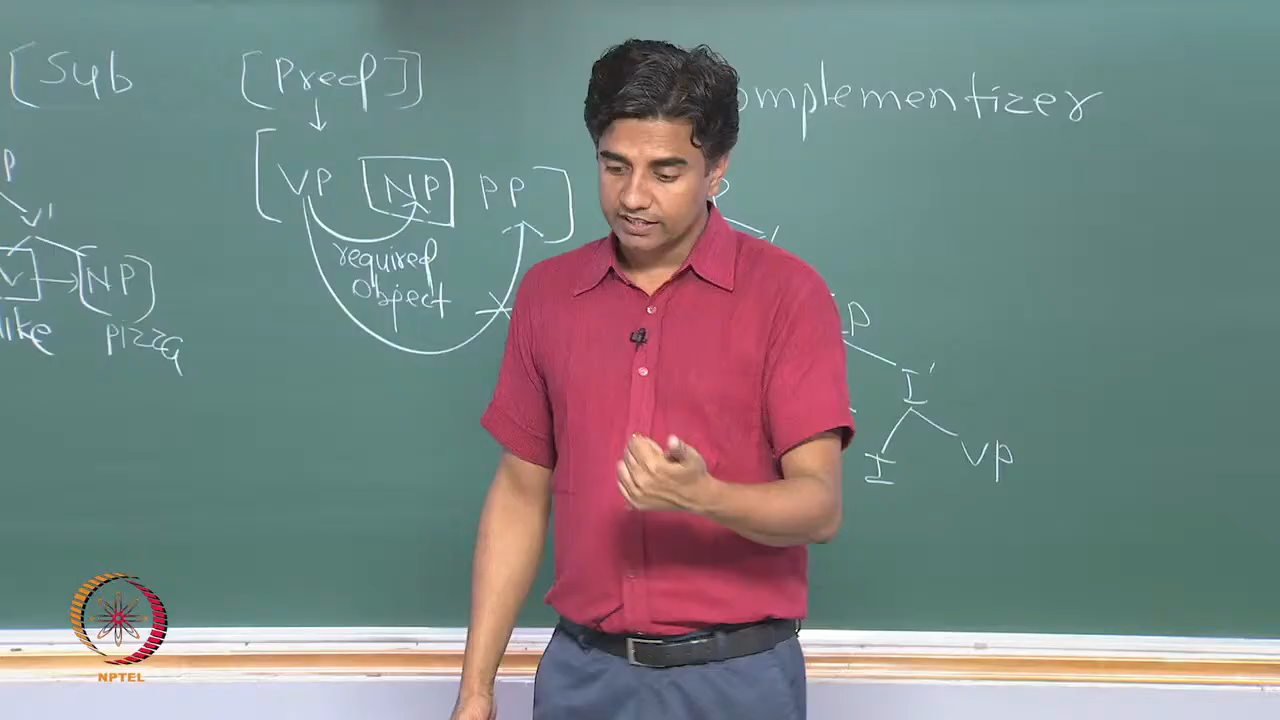 [Sub [Pred]]
omplementizer
P
[VP NP PP]
P
V'
V [NP]
required
object
like pizza
P
I'
I VP
NPTEL